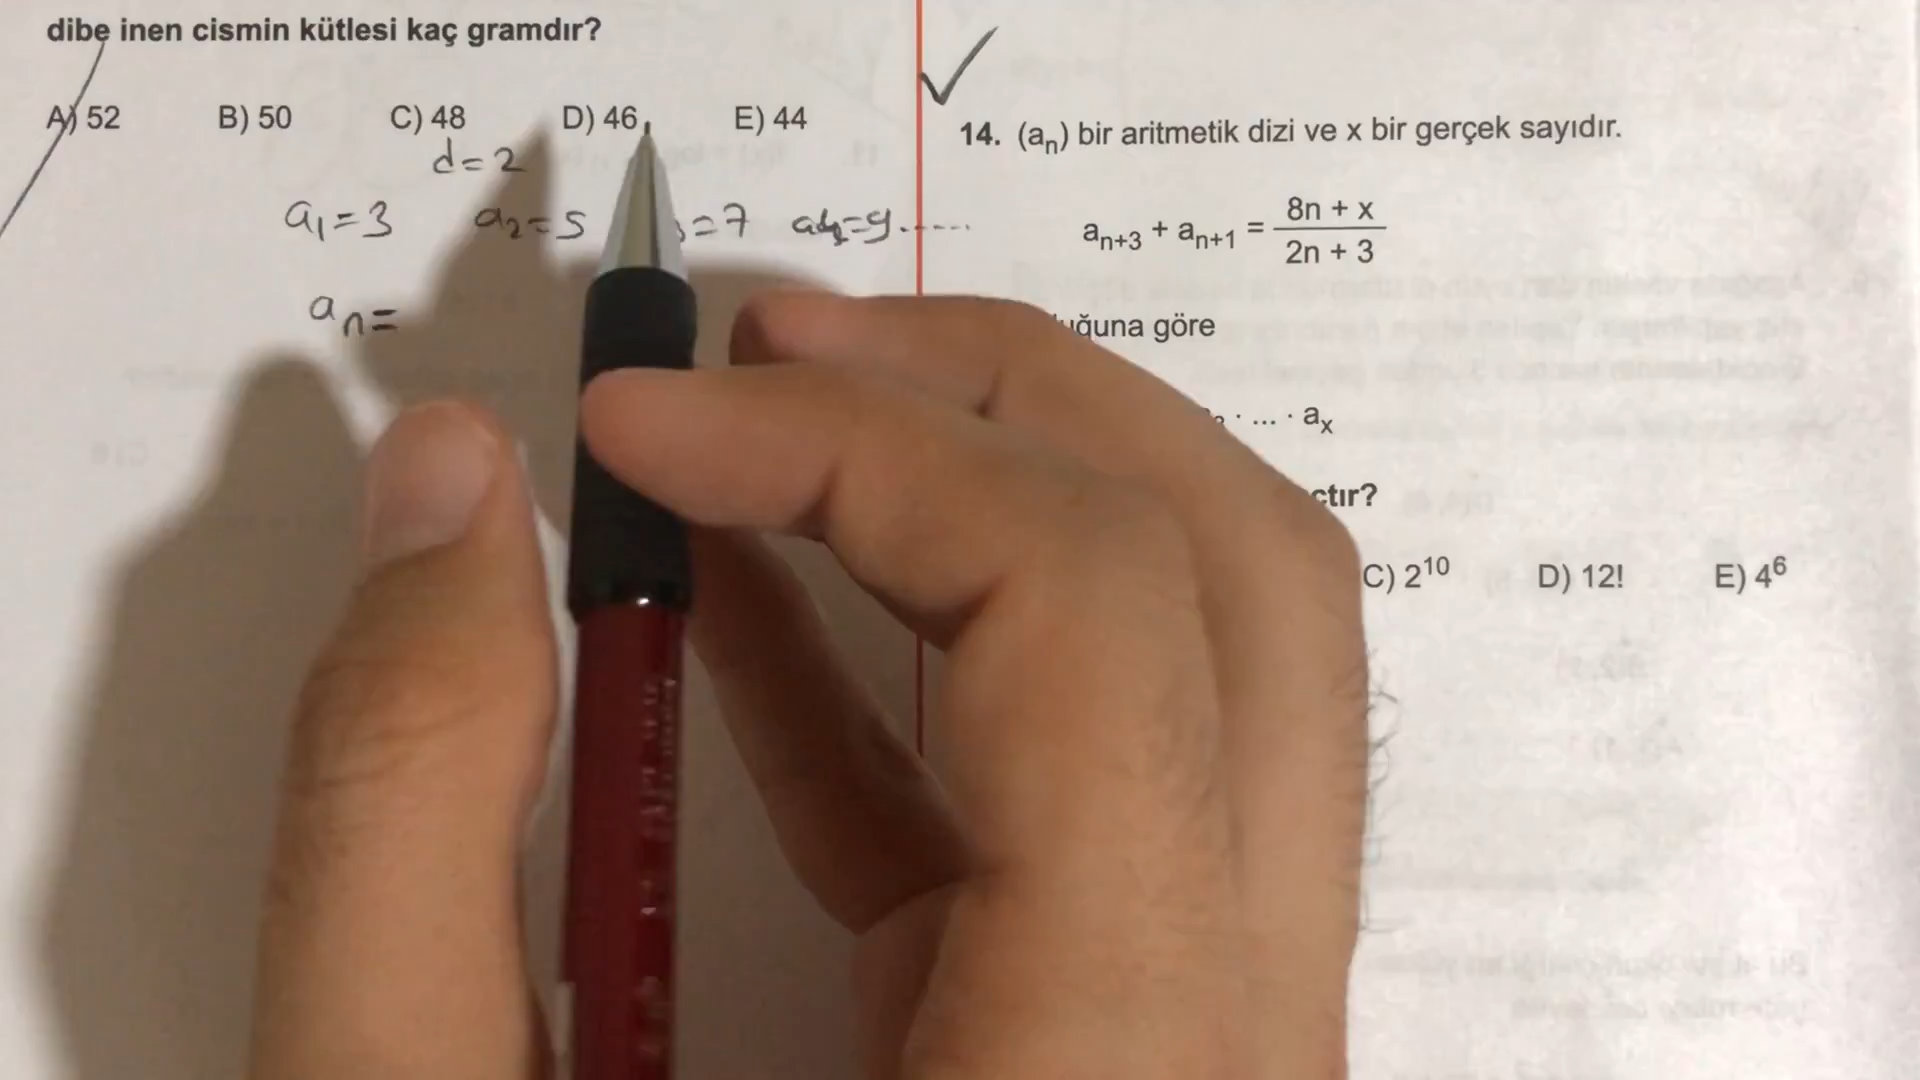 dibe inen cismin kütlesi kaç gramdır?
A) 52 B) 50 C) 48 D) 46 E) 44
d=2
a₁=3 a₂=5 =7 a₄=9.....
aₙ=
14. (aₙ) bir aritmetik dizi ve x bir gerçek sayıdır.
aₙ₊₃ + aₙ₊₁ = (8n + x)/(2n + 3)
göre
· ... · aₓ
C) 2¹⁰ D) 12! E) 4⁶